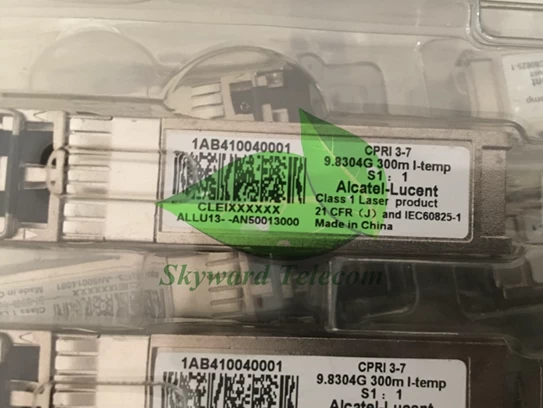 1AB410040001
CLEIXXXXXX
ALLU13- -AN50013000
CPRI 3-7
9.8304G 300m I-temp
S1 : 1
Alcatel-Lucent
Class 1 Laser product
21 CFR (J) and IEC60825-1
Made in China
Skyward Telecom
1AB410040001
CPRI 3-7
9.8304G 300m I-temp
S1 : 1
Alcatel-Lucent